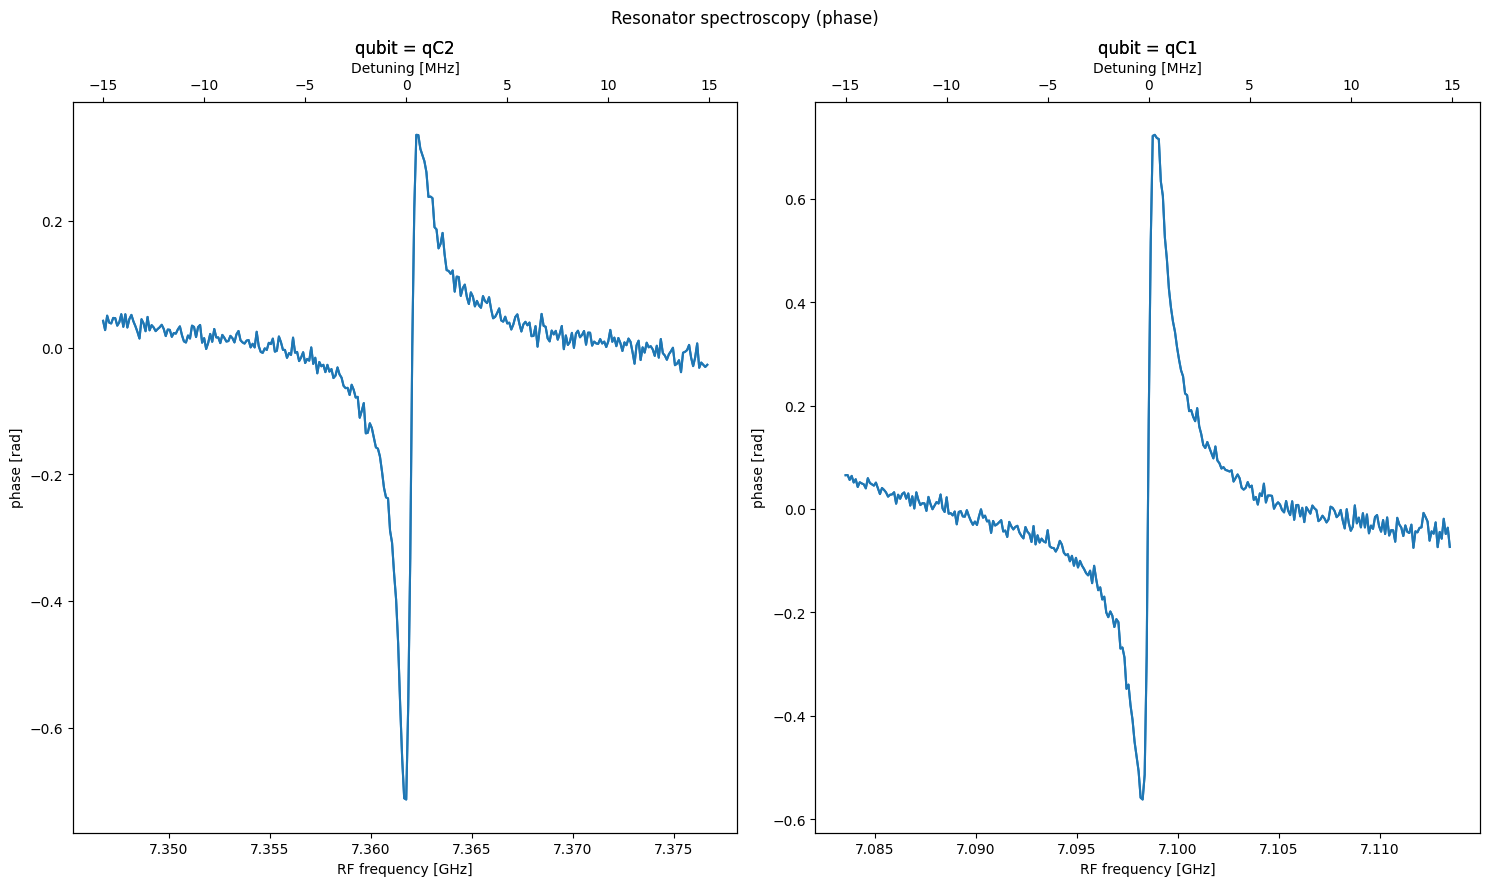 Resonator spectroscopy (phase)
qubit = qC2
Detuning [MHz]
−15 −10 −5 0 5 10 15
0.2
0.0
−0.2
−0.4
−0.6
phase [rad]
7.350 7.355 7.360 7.365 7.370 7.375
RF frequency [GHz]
qubit = qC1
Detuning [MHz]
−15 −10 −5 0 5 10 15
0.6
0.4
0.2
0.0
−0.2
−0.4
−0.6
phase [rad]
7.085 7.090 7.095 7.100 7.105 7.110
RF frequency [GHz]